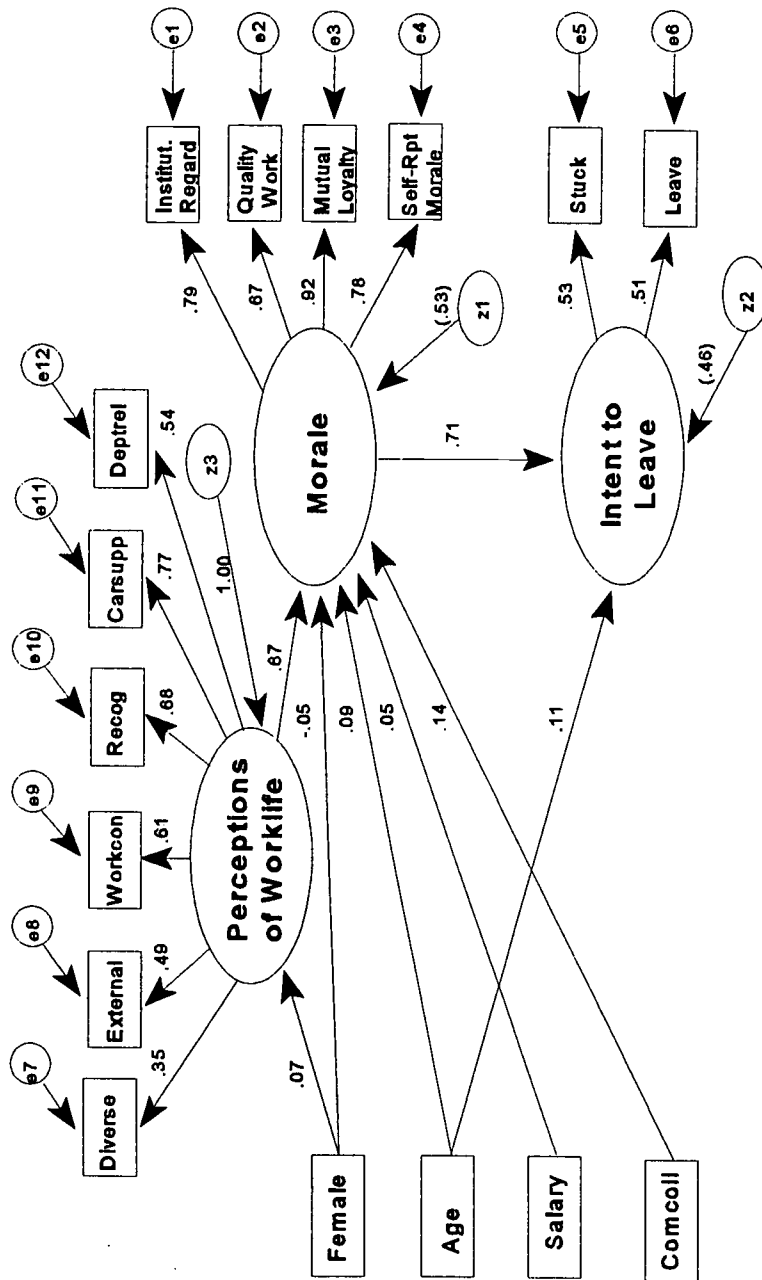 e7
e8
e9
e10
e11
e12
Diverse
External
Workcon
Recog
Carsupp
Deptrel
.35
.49
.61
.68
.77
.54
z3
1.00
Perceptions
of Worklife
.67
.07
-.05
.09
.05
.14
.11
Female
Age
Salary
Comcoll
Morale
.79
.67
.92
.78
Institut.
Regard
Quality
Work
Mutual
Loyalty
Self-Rpt
Morale
e1
e2
e3
e4
(.53)
z1
.71
Intent to
Leave
.53
.51
Stuck
Leave
e5
e6
(.46)
z2